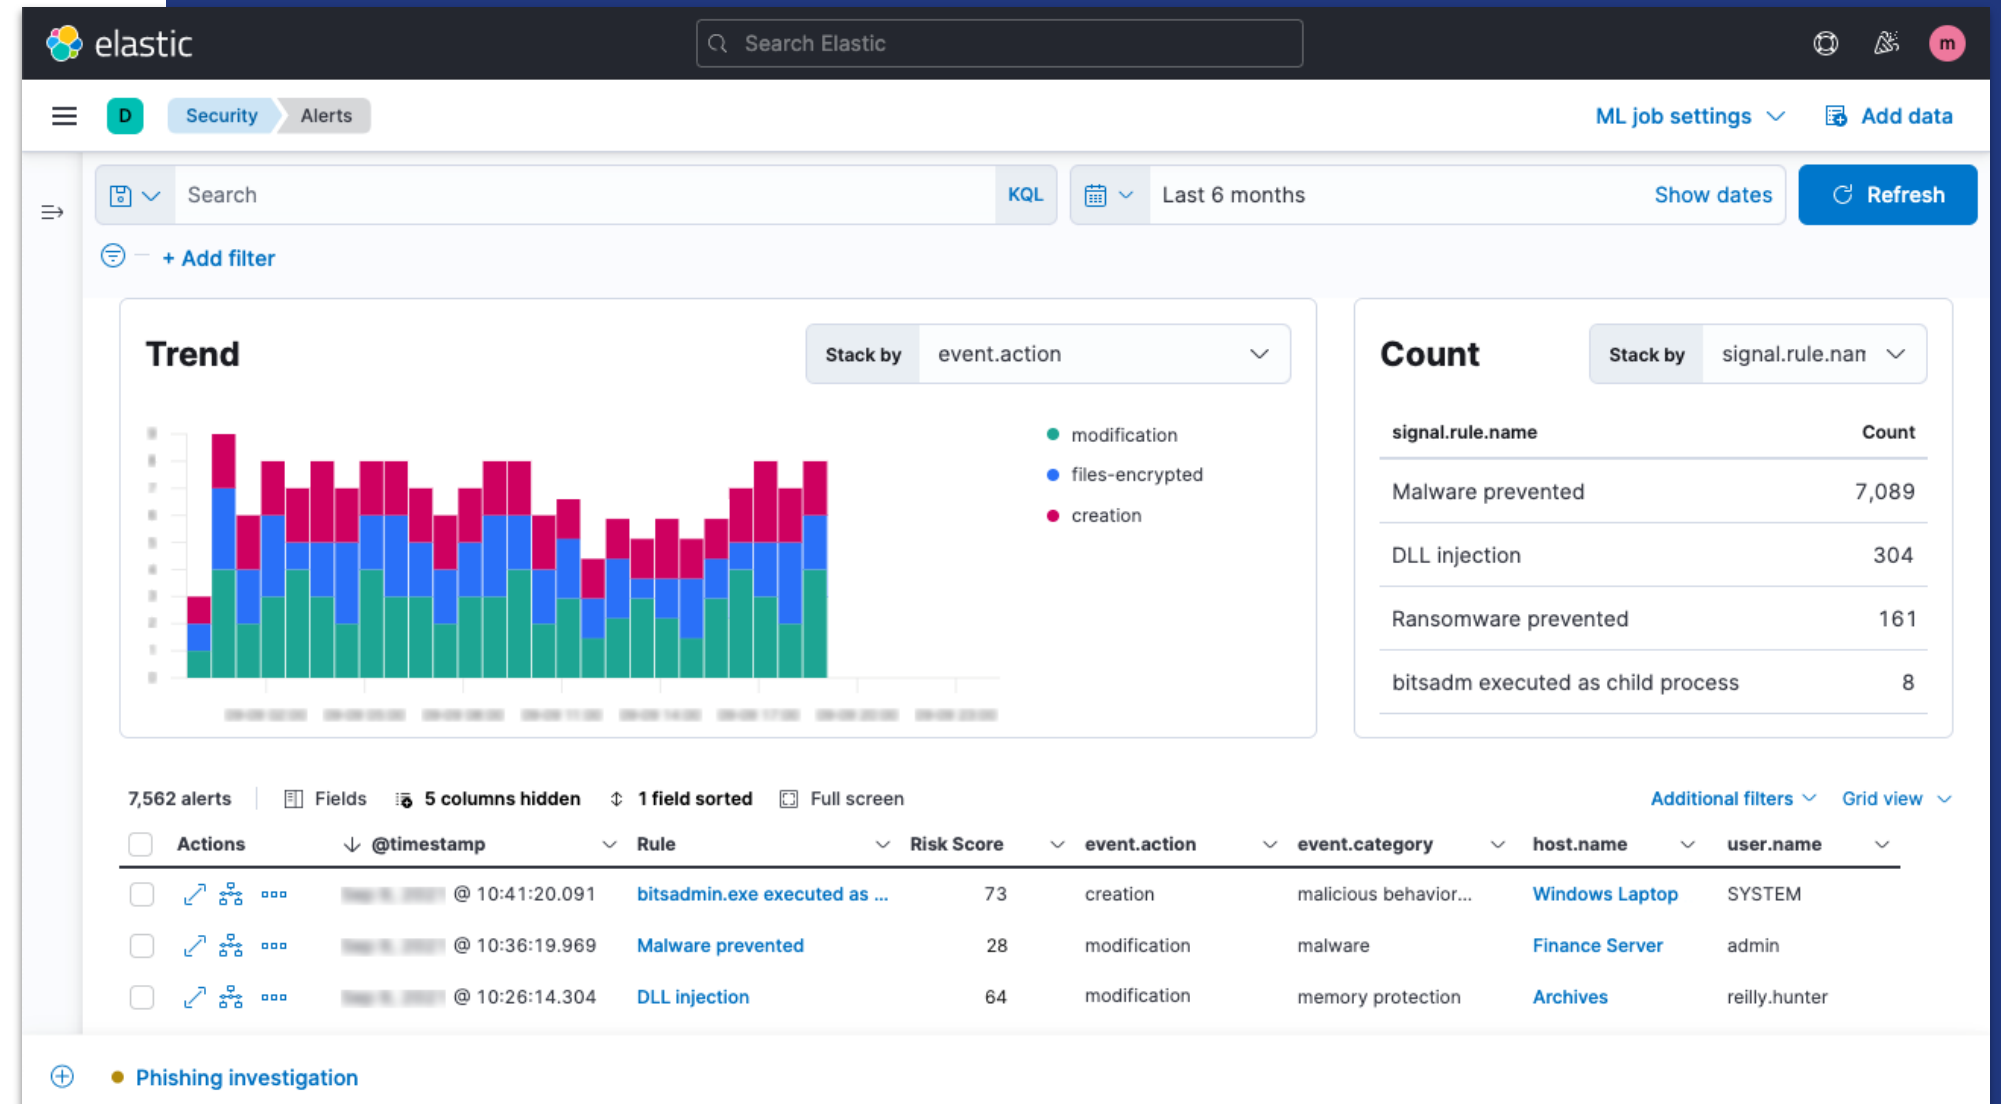 elastic
Search Elastic
m
D Security Alerts
ML job settings
Add data
Search KQL
Last 6 months Show dates
Refresh
+ Add filter
Trend
Stack by event.action
modification
files-encrypted
creation
Count
Stack by signal.rule.nam
signal.rule.name Count
Malware prevented 7,089
DLL injection 304
Ransomware prevented 161
bitsadm executed as child process 8
7,562 alerts Fields 5 columns hidden 1 field sorted Full screen
Additional filters Grid view
Actions @timestamp Rule Risk Score event.action event.category host.name user.name
@ 10:41:20.091 bitsadmin.exe executed as ... 73 creation malicious behavior... Windows Laptop SYSTEM
@ 10:36:19.969 Malware prevented 28 modification malware Finance Server admin
@ 10:26:14.304 DLL injection 64 modification memory protection Archives reilly.hunter
Phishing investigation